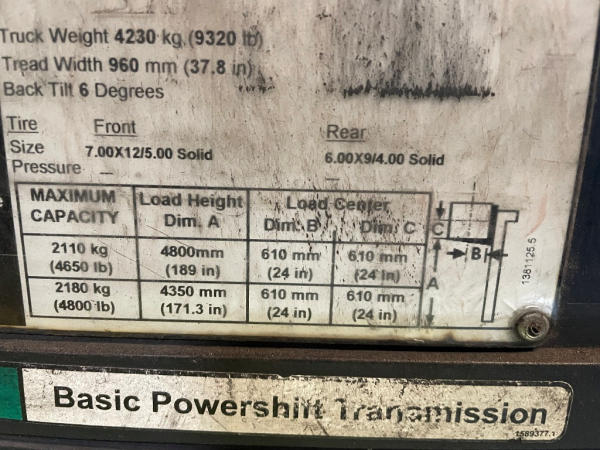 Truck Weight 4230 kg (9320 lb)
Tread Width 960 mm (37.8 in)
Back Tilt 6 Degrees
Tire Front Rear
Size 7.00X12/5.00 Solid 6.00X9/4.00 Solid
Pressure — —
MAXIMUM CAPACITY Load Height Dim. A Load Center Dim. B Dim. C
2110 kg 4800mm 610 mm 610 mm
(4650 lb) (189 in) (24 in) (24 in)
2180 kg 4350 mm 610 mm 610 mm
(4800 lb) (171.3 in) (24 in) (24 in)
C
B
A
1381125.5
Basic Powershift Transmission
1589377.1